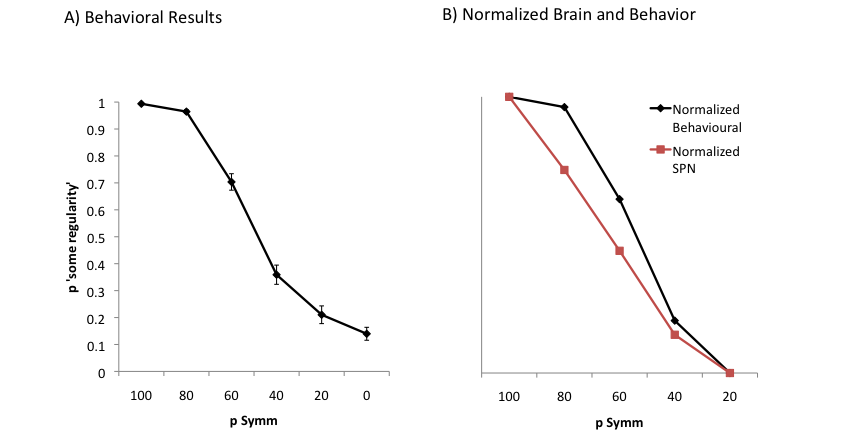 A) Behavioral Results
B) Normalized Brain and Behavior
p 'some regularity'
1
0.9
0.8
0.7
0.6
0.5
0.4
0.3
0.2
0.1
0
100 80 60 40 20 0
p Symm
Normalized
Behavioural
Normalized
SPN
100 80 60 40 20
p Symm